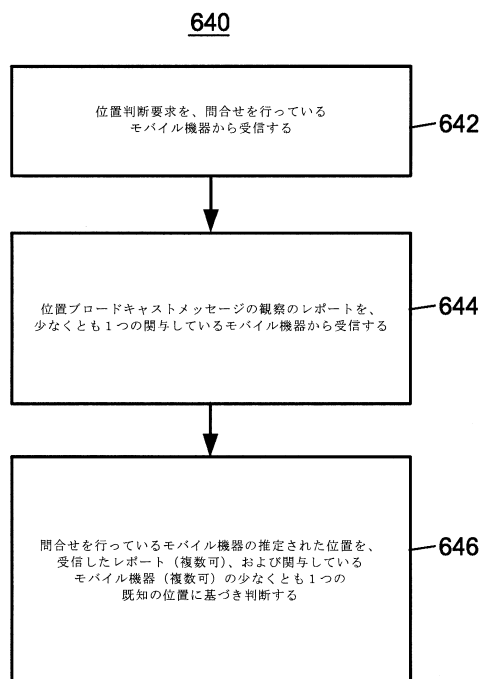 640
位置判断要求を、問合せを行っている
モバイル機器から受信する
642
位置ブロードキャストメッセージの観察のレポートを、
少なくとも1つの関与しているモバイル機器から受信する
644
問合せを行っているモバイル機器の推定された位置を、
受信したレポート（複数可）、および関与している
モバイル機器（複数可）の少なくとも1つの
既知の位置に基づき判断する
646